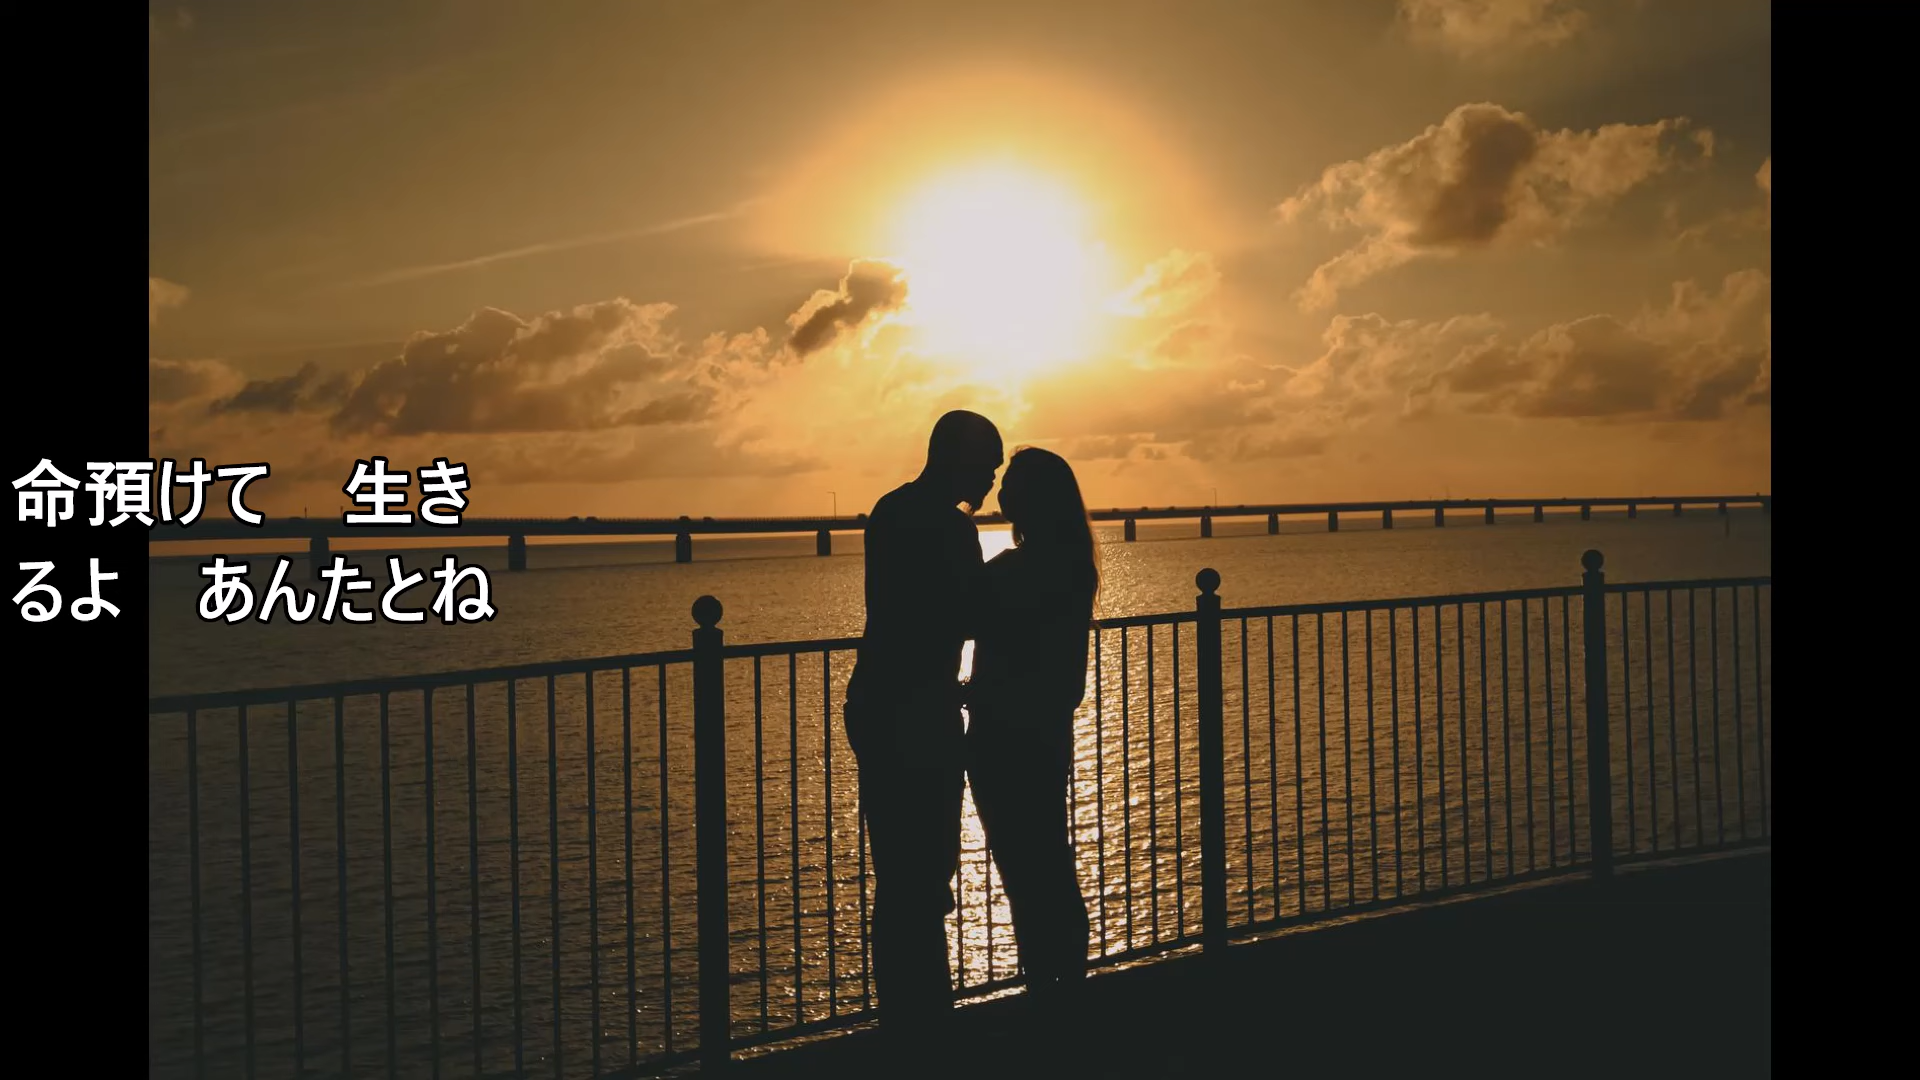 命預けて　生き
るよ　あんたとね